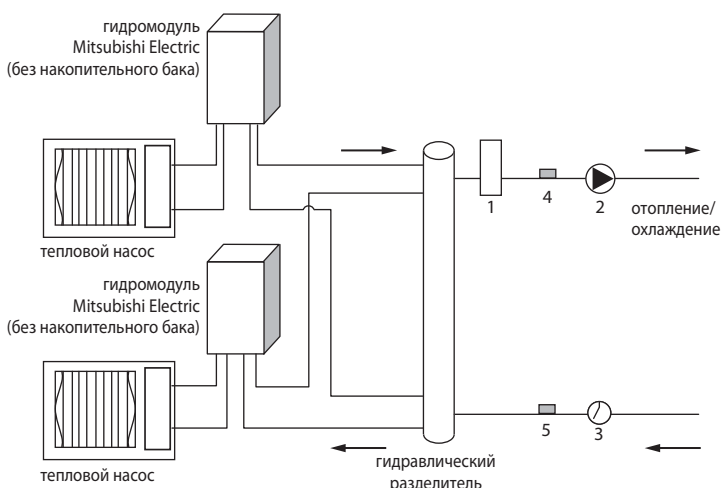 гидромодуль
Mitsubishi Electric
(без накопительного бака)
тепловой насос
1
4
2
отопление/
охлаждение
гидромодуль
Mitsubishi Electric
(без накопительного бака)
тепловой насос
5
3
гидравлический
разделитель